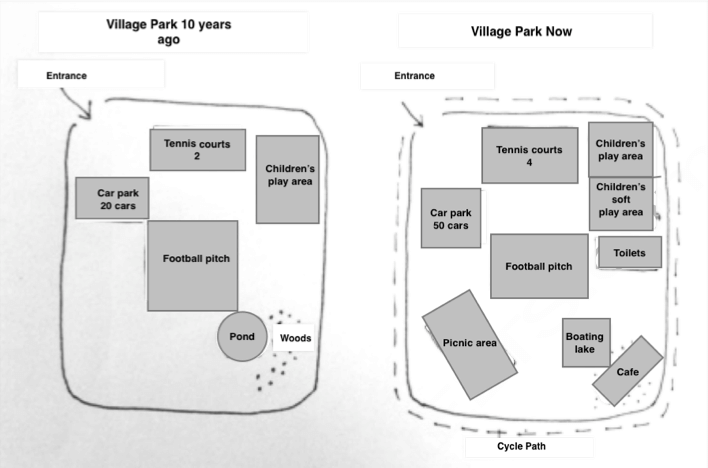 Village Park 10 years
ago
Entrance
Tennis courts
2
Children's
play area
Car park
20 cars
Football pitch
Pond
Woods
Village Park Now
Entrance
Tennis courts
4
Children's
play area
Children's
soft
play area
Car park
50 cars
Toilets
Football pitch
Picnic area
Boating
lake
Cafe
Cycle Path